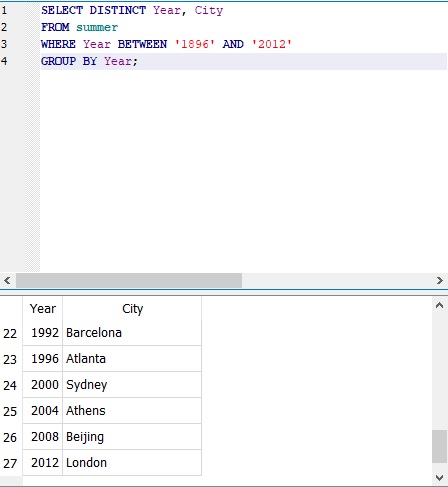 1 SELECT DISTINCT Year, City
2 FROM summer
3 WHERE Year BETWEEN '1896' AND '2012'
4 GROUP BY Year;
Year City
22 1992 Barcelona
23 1996 Atlanta
24 2000 Sydney
25 2004 Athens
26 2008 Beijing
27 2012 London